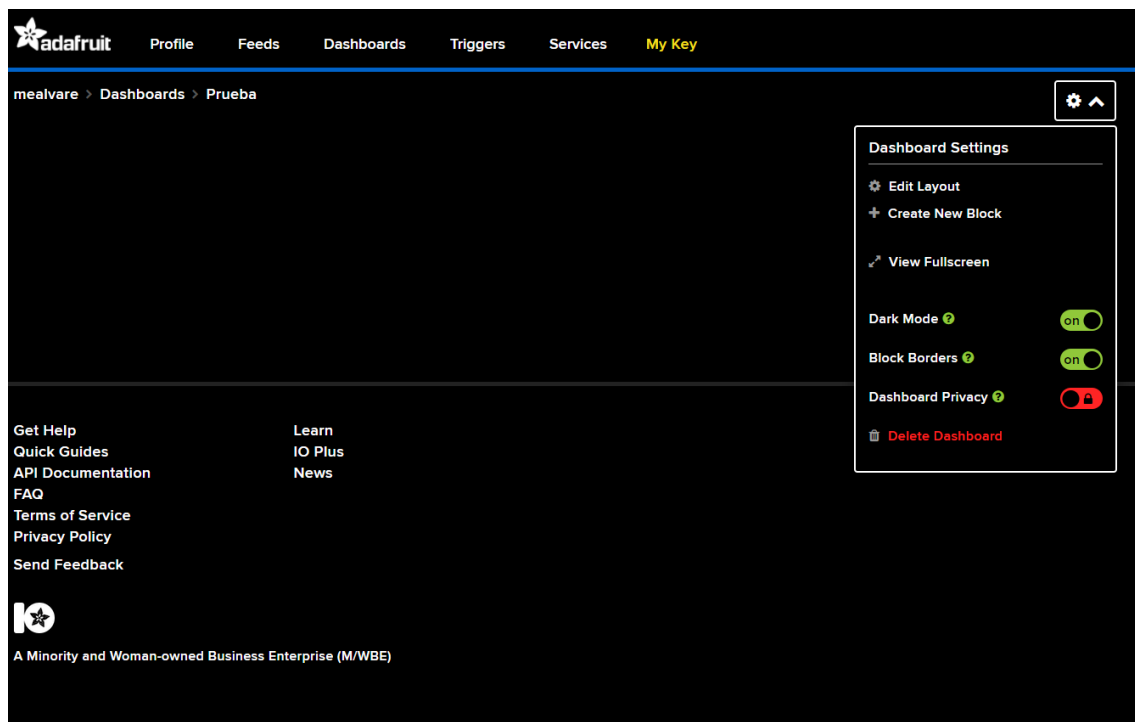 adafruit Profile Feeds Dashboards Triggers Services My Key
mealvare > Dashboards > Prueba
Dashboard Settings
Edit Layout
Create New Block
View Fullscreen
Dark Mode ?
on
Block Borders ?
on
Dashboard Privacy ?
Delete Dashboard
Get Help
Quick Guides
API Documentation
FAQ
Terms of Service
Privacy Policy
Send Feedback
Learn
IO Plus
News
IO
A Minority and Woman-owned Business Enterprise (M/WBE)